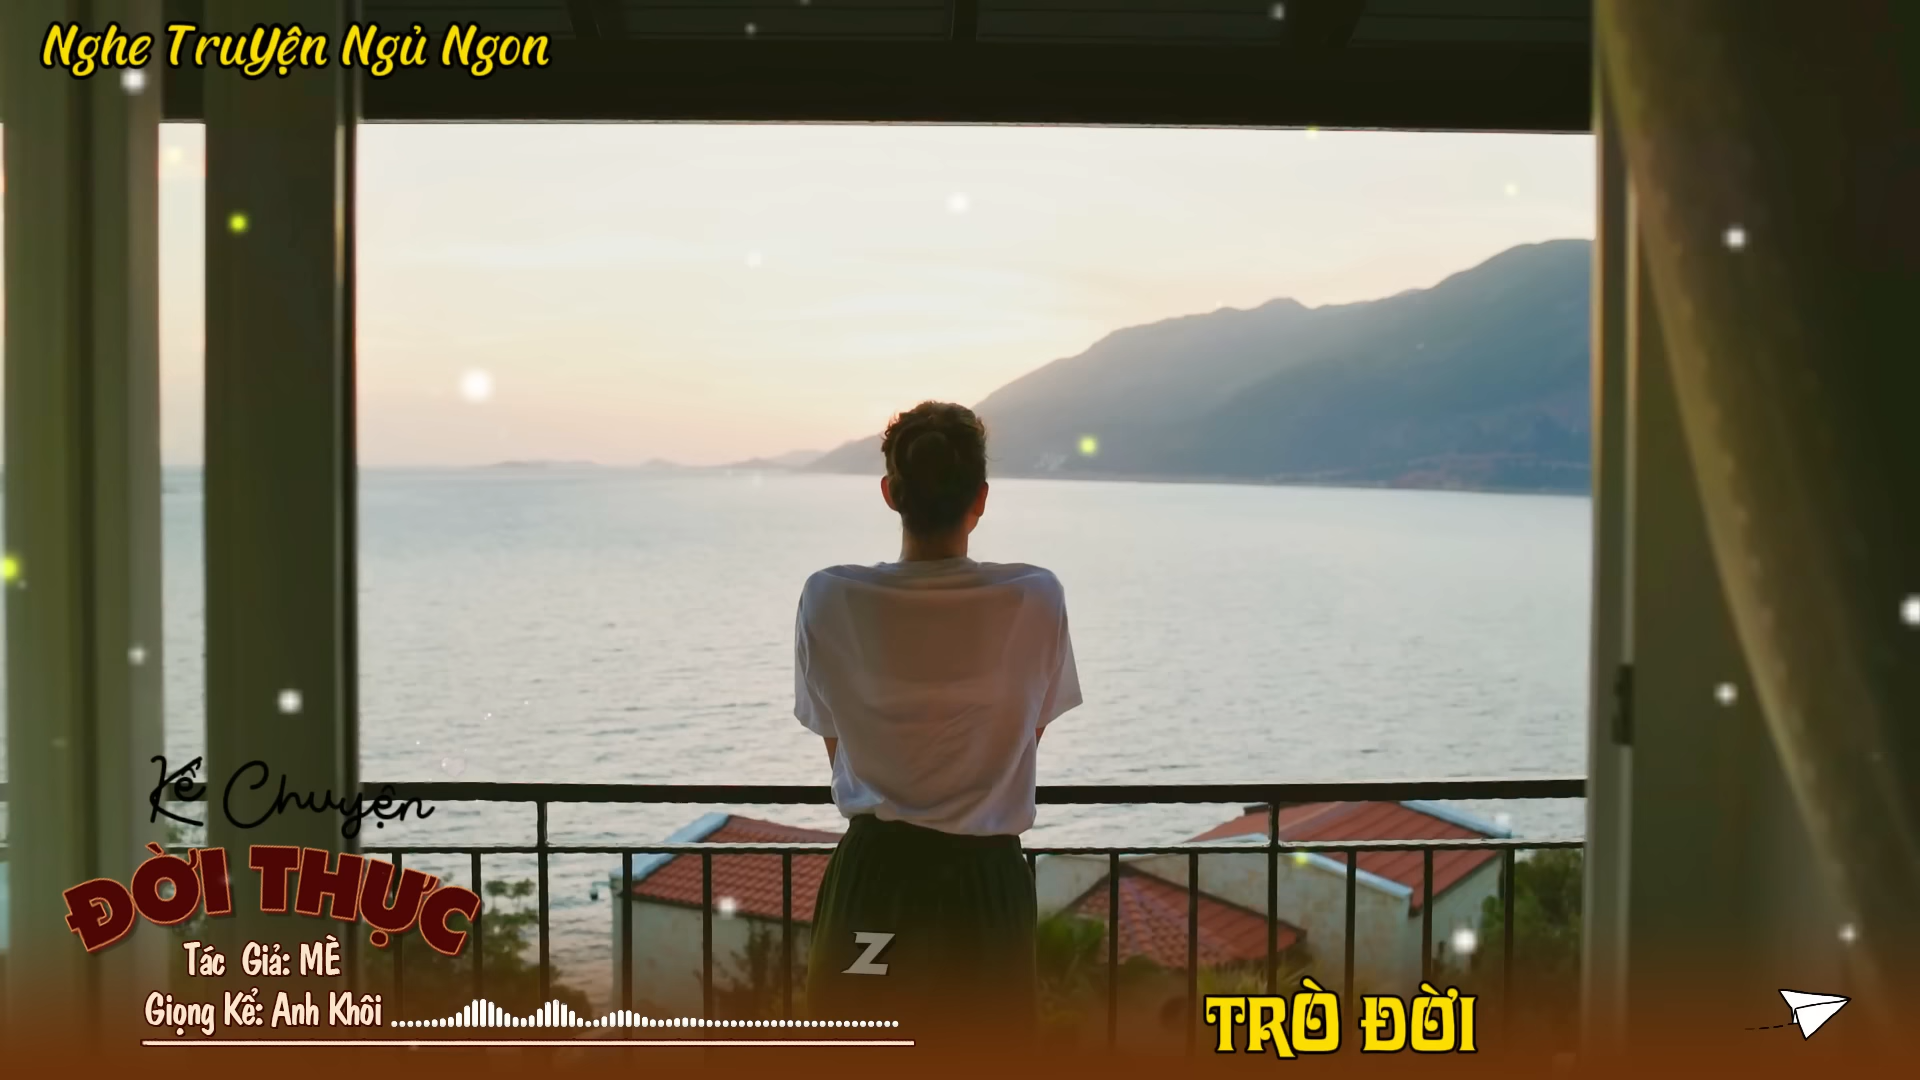 Nghe TruYện Ngủ Ngon
Kể Chuyện
ĐỜI THỰC
Tác Giả: MÈ
Giọng Kể: Anh Khôi
Z
TRÒ ĐỜI